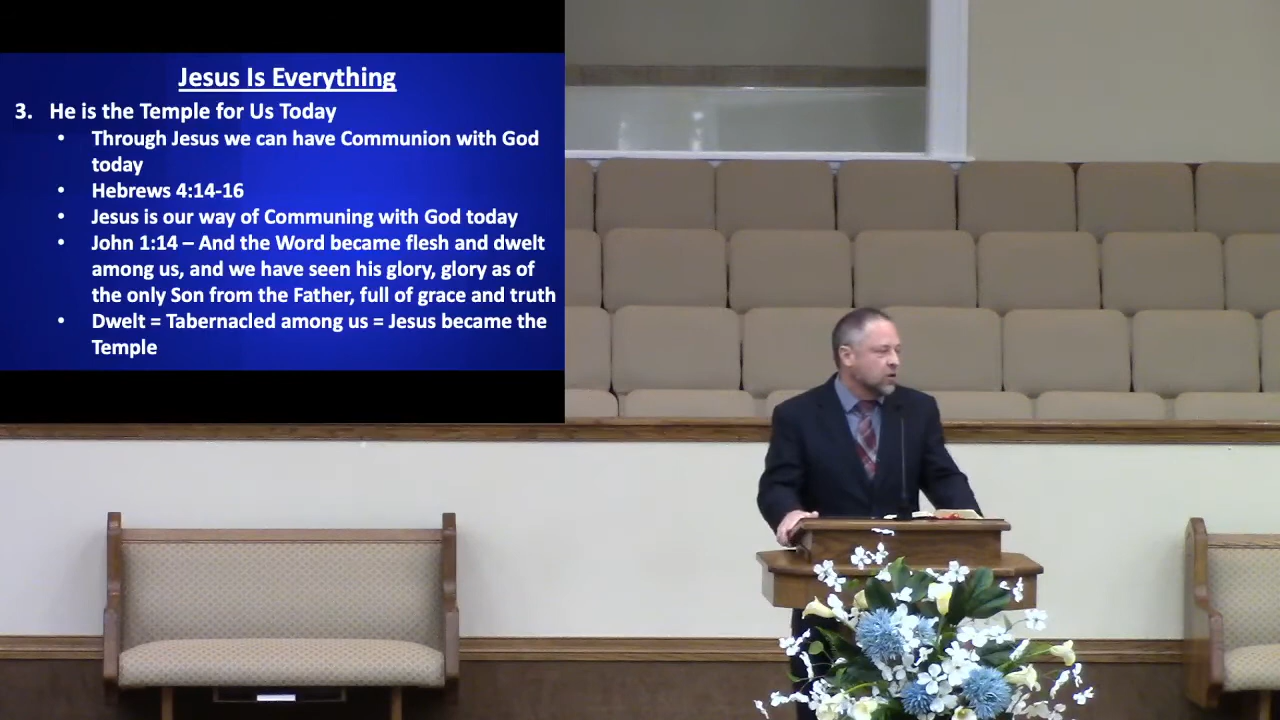 Jesus Is Everything
3. He is the Temple for Us Today
• Through Jesus we can have Communion with God
today
• Hebrews 4:14-16
• Jesus is our way of Communing with God today
• John 1:14 – And the Word became flesh and dwelt
among us, and we have seen his glory, glory as of
the only Son from the Father, full of grace and truth
• Dwelt = Tabernacled among us = Jesus became the
Temple